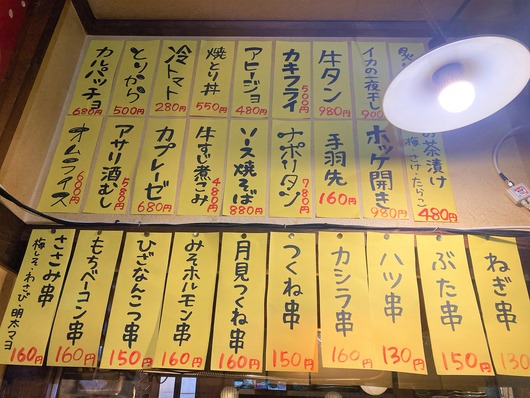 カルパッチョ
680円
とりから
500円
冷トマト
280円
焼とり丼
550円
アヒージョ
480円
カキフライ
500円
牛タン
980円
イカの一夜干し
900円
オムライス
600円
アサリ酒むし
580円
カプレーゼ
680円
牛すじ煮こみ
480円
ソース焼そば
880円
ナポリタン
780円
手羽先
160円
ホッケ開き
980円
の茶漬け
梅 さけ たらこ
480円
ささみ串
梅しそ・わさび・明太マヨ
160円
もちベーコン串
160円
ひざなんこつ串
150円
みそホルモン串
160円
月見つくね串
160円
つくね串
150円
カシラ串
160円
ハツ串
130円
ぶた串
150円
ねぎ串
130